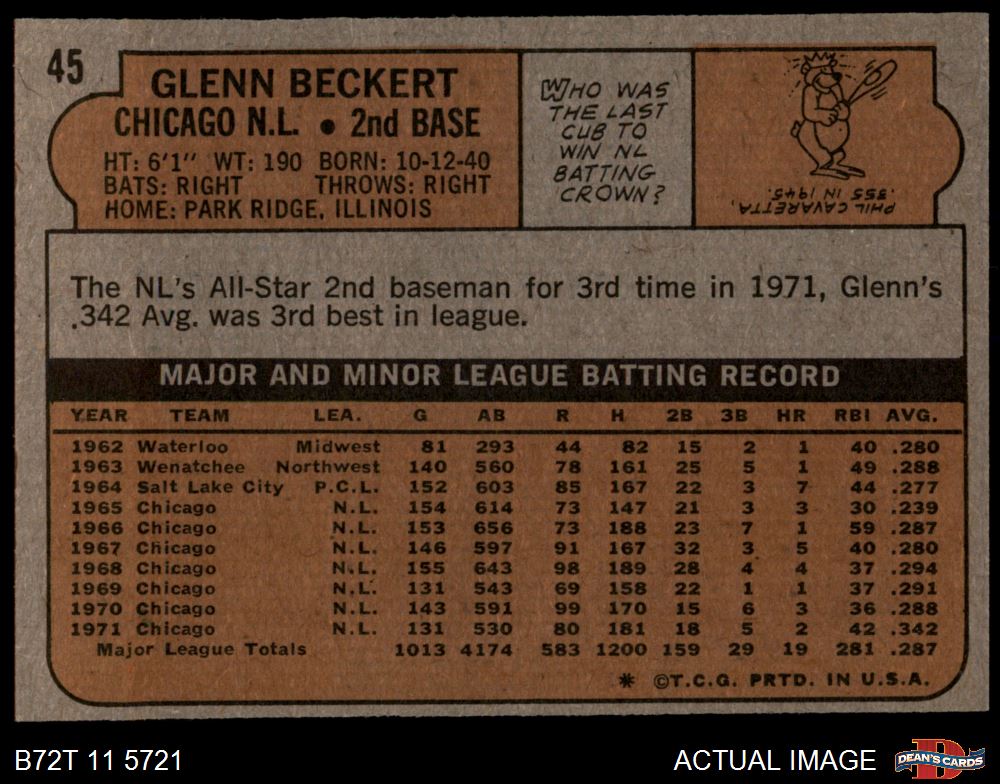 45
GLENN BECKERT
CHICAGO N.L. • 2nd BASE
HT: 6'1" WT: 190 BORN: 10-12-40
BATS: RIGHT THROWS: RIGHT
HOME: PARK RIDGE, ILLINOIS
WHO WAS
THE LAST
CUB TO
WIN NL
BATTING
CROWN?
PHIL CAVARETTA,
.355 IN 1945.
The NL's All-Star 2nd baseman for 3rd time in 1971, Glenn's
.342 Avg. was 3rd best in league.
MAJOR AND MINOR LEAGUE BATTING RECORD
YEAR TEAM LEA. G AB R H 2B 3B HR RBI AVG.
1962 Waterloo Midwest 81 293 44 82 15 2 1 40 .280
1963 Wenatchee Northwest 140 560 78 161 25 5 1 49 .288
1964 Salt Lake City P.C.L. 152 603 85 167 22 3 7 44 .277
1965 Chicago N.L. 154 614 73 147 21 3 3 30 .239
1966 Chicago N.L. 153 656 73 188 23 7 1 59 .287
1967 Chicago N.L. 146 597 91 167 32 3 5 40 .280
1968 Chicago N.L. 155 643 98 189 28 4 4 37 .294
1969 Chicago N.L. 131 543 69 158 22 1 1 37 .291
1970 Chicago N.L. 143 591 99 170 15 6 3 36 .288
1971 Chicago N.L. 131 530 80 181 18 5 2 42 .342
Major League Totals 1013 4174 583 1200 159 29 19 281 .287
* ©T.C.G. PRTD. IN U.S.A.
B72T 11 5721
ACTUAL IMAGE
D
DEAN'S CARDS